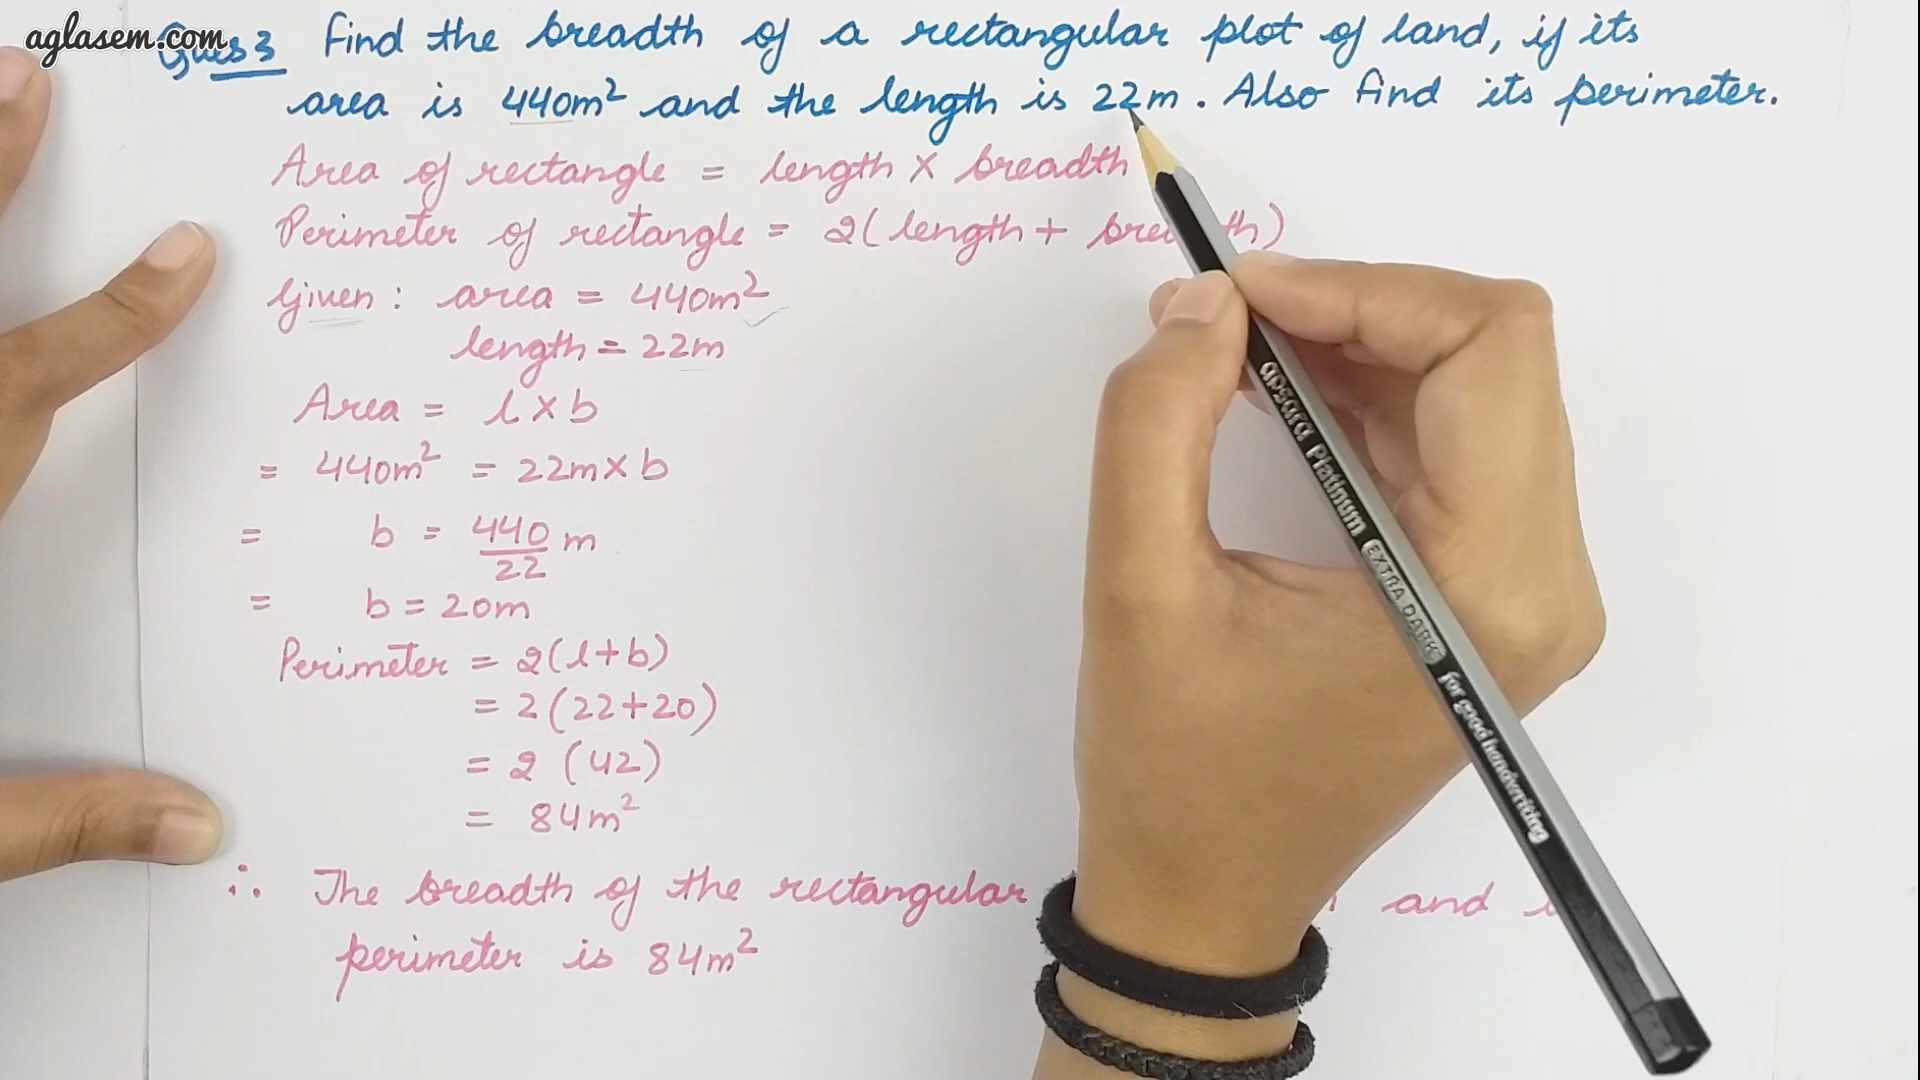 aglasem.com
Ques 3 Find the breadth of a rectangular plot of land, if its
area is 440m² and the length is 22m. Also find its perimeter.
Area of rectangle = length × breadth
Perimeter of rectangle = 2(length + breadth)
Given: area = 440m²
length = 22m
Area = l × b
= 440m² = 22m × b
= b = 440/22 m
= b = 20m
Perimeter = 2(l+b)
= 2(22+20)
= 2 (42)
= 84m²
∴ The breadth of the rectangular and
perimeter is 84m²
apsara Platinum EXTRA DARK for good handwriting